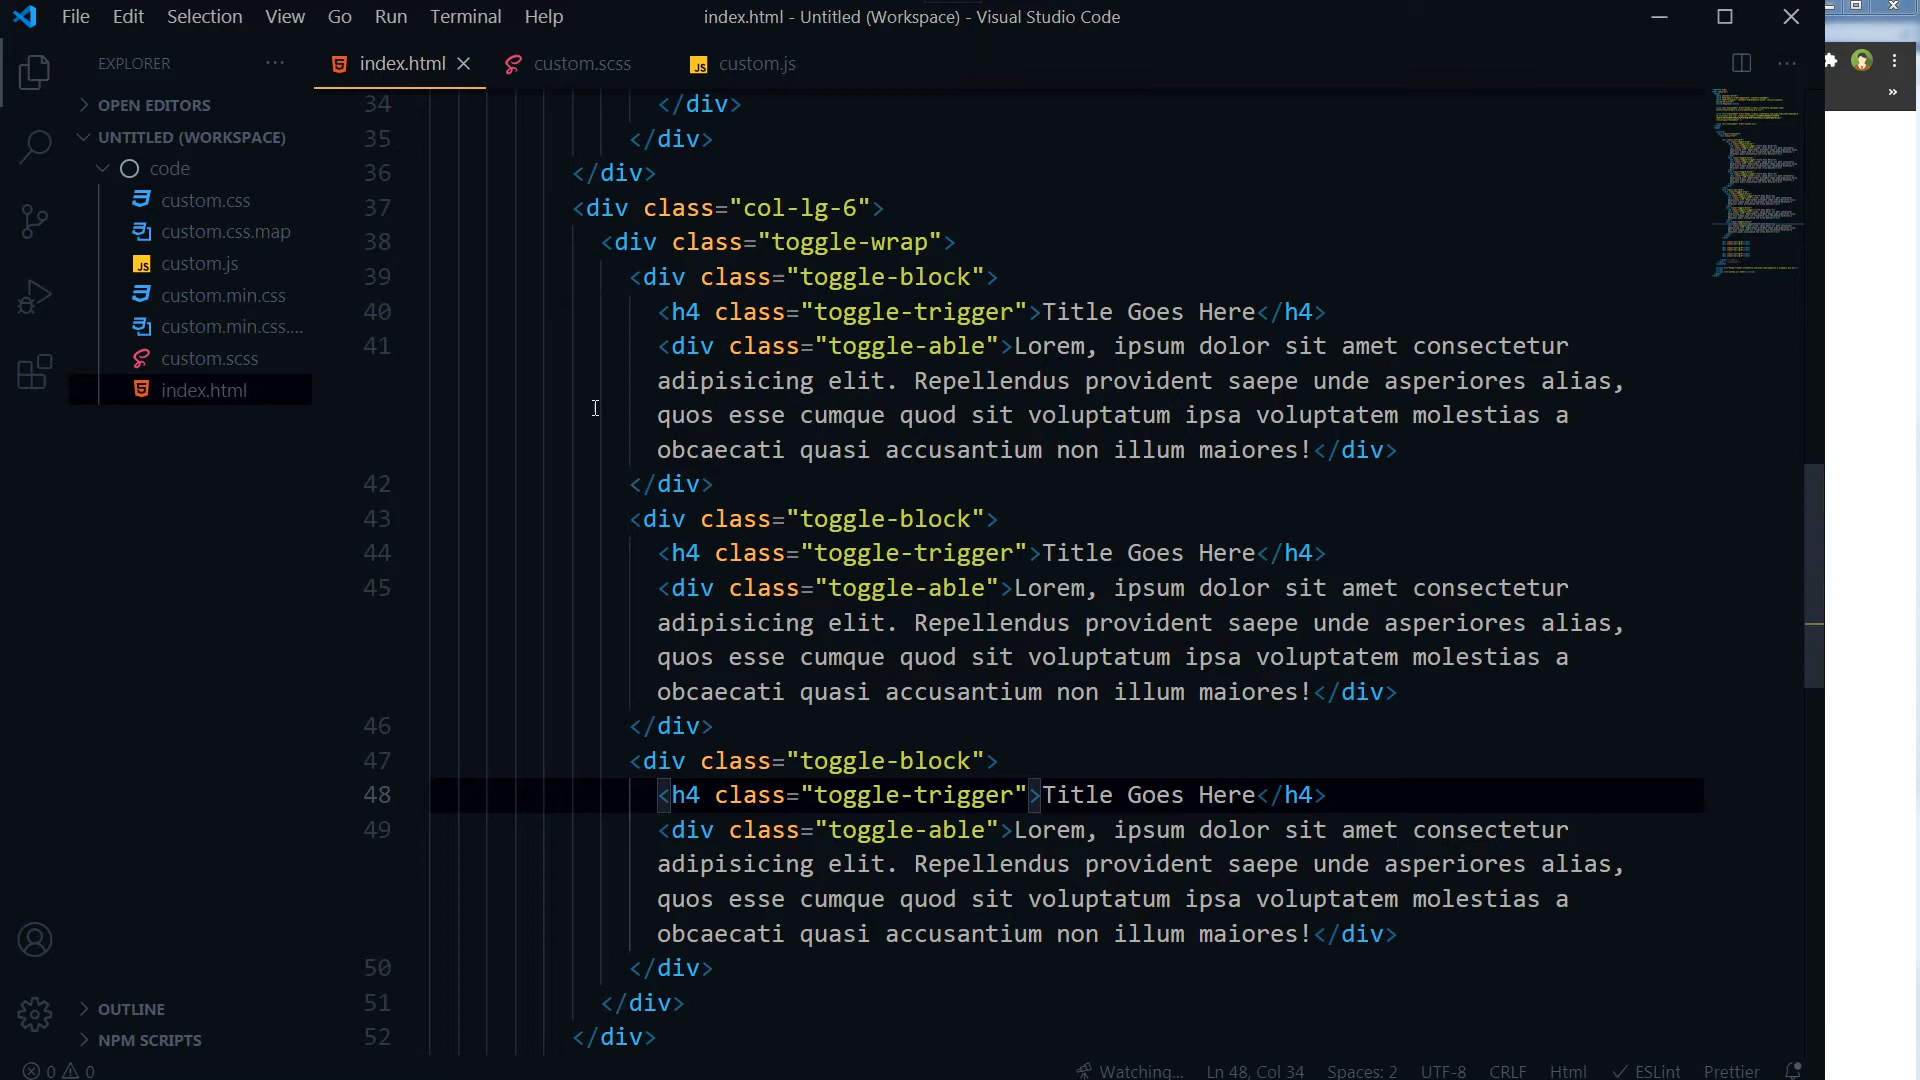 File Edit Selection View Go Run Terminal Help
index.html - Untitled (Workspace) - Visual Studio Code
EXPLORER
index.html
custom.scss
JS custom.js
OPEN EDITORS
UNTITLED (WORKSPACE)
code
custom.css
custom.css.map
JS custom.js
custom.min.css
custom.min.css....
custom.scss
index.html
OUTLINE
NPM SCRIPTS
34 </div>
35 </div>
36 </div>
37 <div class="col-lg-6">
38 <div class="toggle-wrap">
39 <div class="toggle-block">
40 <h4 class="toggle-trigger">Title Goes Here</h4>
41 <div class="toggle-able">Lorem, ipsum dolor sit amet consectetur
adipisicing elit. Repellendus provident saepe unde asperiores alias,
quos esse cumque quod sit voluptatum ipsa voluptatem molestias a
obcaecati quasi accusantium non illum maiores!</div>
42 </div>
43 <div class="toggle-block">
44 <h4 class="toggle-trigger">Title Goes Here</h4>
45 <div class="toggle-able">Lorem, ipsum dolor sit amet consectetur
adipisicing elit. Repellendus provident saepe unde asperiores alias,
quos esse cumque quod sit voluptatum ipsa voluptatem molestias a
obcaecati quasi accusantium non illum maiores!</div>
46 </div>
47 <div class="toggle-block">
48 <h4 class="toggle-trigger">Title Goes Here</h4>
49 <div class="toggle-able">Lorem, ipsum dolor sit amet consectetur
adipisicing elit. Repellendus provident saepe unde asperiores alias,
quos esse cumque quod sit voluptatum ipsa voluptatem molestias a
obcaecati quasi accusantium non illum maiores!</div>
50 </div>
51 </div>
52 </div>
0 0
Watching... Ln 48, Col 34 Spaces: 2 UTF-8 CRLF Html ESLint Prettier